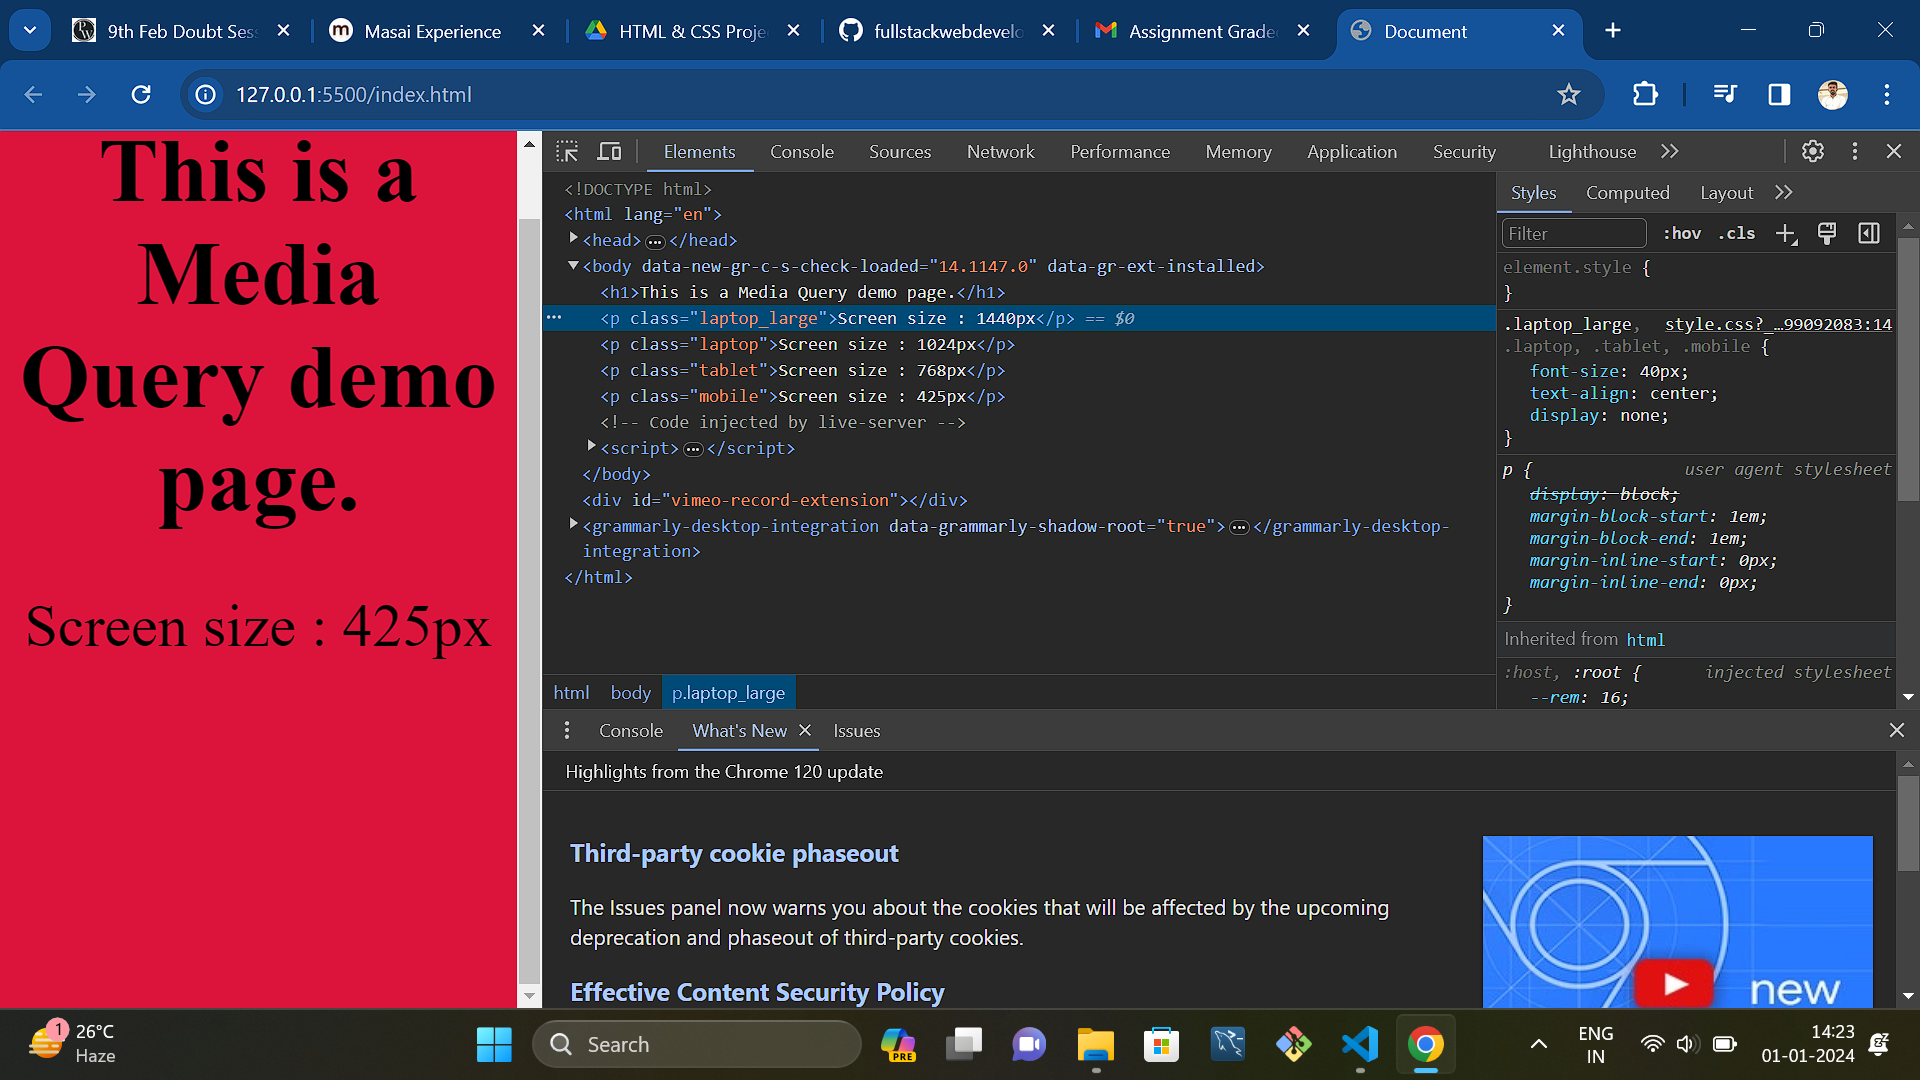 9th Feb Doubt Ses
Masai Experience
HTML & CSS Proje
fullstackwebdevelo
Assignment Grade
Document
127.0.0.1:5500/index.html
This is a
Media
Query demo
page.
Screen size : 425px
Elements
Console
Sources
Network
Performance
Memory
Application
Security
Lighthouse
<!DOCTYPE html>
<html lang="en">
<head> … </head>
<body data-new-gr-c-s-check-loaded="14.1147.0" data-gr-ext-installed>
<h1>This is a Media Query demo page.</h1>
<p class="laptop_large">Screen size : 1440px</p> == $0
<p class="laptop">Screen size : 1024px</p>
<p class="tablet">Screen size : 768px</p>
<p class="mobile">Screen size : 425px</p>
<!-- Code injected by live-server -->
<script> … </script>
</body>
<div id="vimeo-record-extension"></div>
<grammarly-desktop-integration data-grammarly-shadow-root="true"> … </grammarly-desktop-
integration>
</html>
html
body
p.laptop_large
Styles
Computed
Layout
Filter
:hov
.cls
element.style {
}
.laptop_large, style.css?_…99092083:14
.laptop, .tablet, .mobile {
font-size: 40px;
text-align: center;
display: none;
}
p { user agent stylesheet
display: block;
margin-block-start: 1em;
margin-block-end: 1em;
margin-inline-start: 0px;
margin-inline-end: 0px;
}
Inherited from html
:host, :root { injected stylesheet
--rem: 16;
Console
What's New
Issues
Highlights from the Chrome 120 update
Third-party cookie phaseout
The Issues panel now warns you about the cookies that will be affected by the upcoming
deprecation and phaseout of third-party cookies.
Effective Content Security Policy
new
1
26°C
Haze
Search
PRE
ENG
IN
14:23
01-01-2024